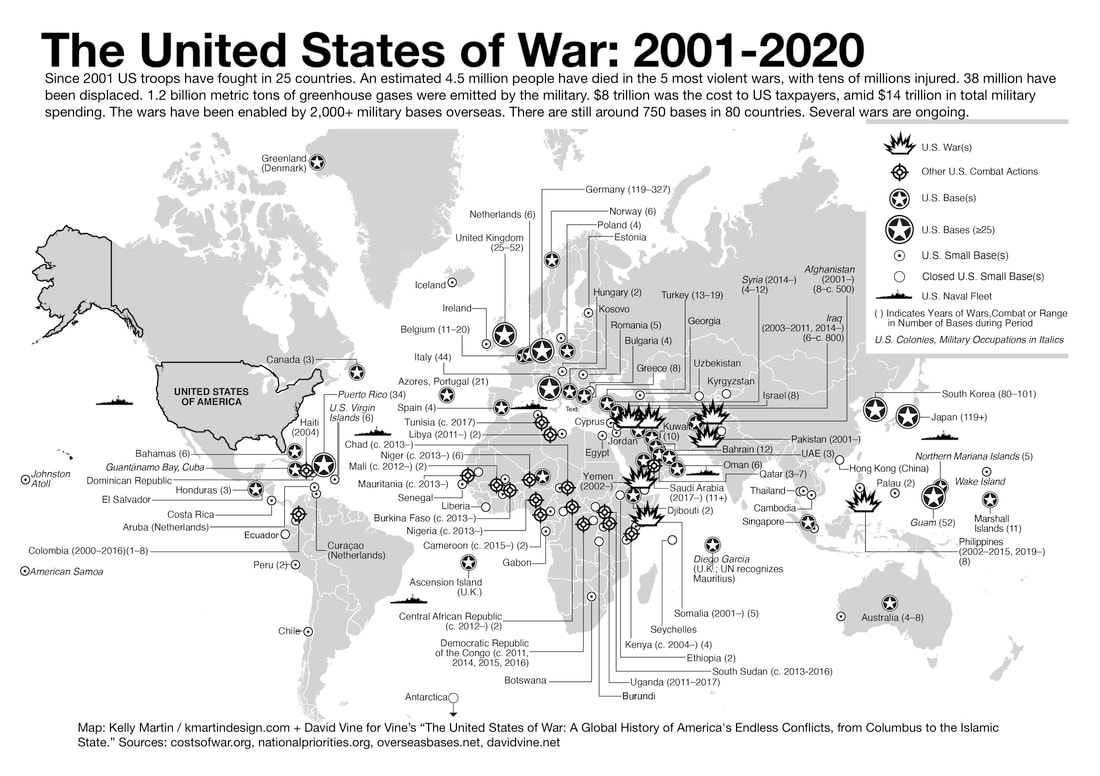 The United States of War: 2001-2020
Since 2001 US troops have fought in 25 countries. An estimated 4.5 million people have died in the 5 most violent wars, with tens of millions injured. 38 million have
been displaced. 1.2 billion metric tons of greenhouse gases were emitted by the military. $8 trillion was the cost to US taxpayers, amid $14 trillion in total military
spending. The wars have been enabled by 2,000+ military bases overseas. There are still around 750 bases in 80 countries. Several wars are ongoing.
U.S. War(s)
Other U.S. Combat Actions
U.S. Base(s)
U.S. Bases (≥25)
U.S. Small Base(s)
Closed U.S. Small Base(s)
U.S. Naval Fleet
( ) Indicates Years of Wars,Combat or Range
in Number of Bases during Period
U.S. Colonies, Military Occupations in Italics
Greenland
(Denmark)
Germany (119–327)
Netherlands (6)
Norway (6)
Poland (4)
Estonia
United Kingdom
(25–52)
Iceland
Ireland
Belgium (11–20)
Italy (44)
Hungary (2)
Kosovo
Romania (5)
Bulgaria (4)
Greece (8)
Turkey (13–19)
Georgia
Syria (2014–)
(4–12)
Afghanistan
(2001–)
(8–c. 500)
Iraq
(2003–2011, 2014–)
(6–c. 800)
Uzbekistan
Kyrgyzstan
Israel (8)
Canada (3)
UNITED STATES
OF AMERICA
Azores, Portugal (21)
Spain (4)
Text
Tunisia (c. 2017)
Libya (2011–) (2)
Chad (c. 2013–)
Niger (c. 2013–) (6)
Mali (c. 2012–) (2)
Mauritania (c. 2013–)
Senegal
Liberia
Burkina Faso (c. 2013–)
Nigeria (c. 2013–)
Cameroon (c. 2015–) (2)
Gabon
Puerto Rico (34)
U.S. Virgin
Islands (6)
Haiti
(2004)
Bahamas (6)
Guantánamo Bay, Cuba
Dominican Republic
Honduras (3)
El Salvador
Costa Rica
Aruba (Netherlands)
Ecuador
Colombia (2000–2016)(1–8)
Curaçao
(Netherlands)
Peru (2)
Chile
Johnston
Atoll
American Samoa
Cyprus
Jordan
Egypt
Kuwait
(10)
Yemen
(2002–)
Bahrain (12)
Pakistan (2001–)
UAE (3)
Oman (6)
Qatar (3–7)
Saudi Arabia
(2017–) (11+)
Djibouti (2)
South Korea (80–101)
Japan (119+)
Hong Kong (China)
Northern Mariana Islands (5)
Palau (2)
Wake Island
Thailand
Cambodia
Singapore
Guam (52)
Marshall
Islands (11)
Philippines
(2002–2015, 2019–)
(8)
Diego Garcia
(U.K.; UN recognizes
Mauritius)
Australia (4–8)
Ascension Island
(U.K.)
Central African Republic
(c. 2012–) (2)
Democratic Republic
of the Congo (c. 2011,
2014, 2015, 2016)
Botswana
Somalia (2001–) (5)
Seychelles
Kenya (c. 2004–) (4)
Ethiopia (2)
South Sudan (c. 2013-2016)
Uganda (2011–2017)
Burundi
Antarctica
Map: Kelly Martin / kmartindesign.com + David Vine for Vine's “The United States of War: A Global History of America's Endless Conflicts, from Columbus to the Islamic
State.” Sources: costsofwar.org, nationalpriorities.org, overseasbases.net, davidvine.net